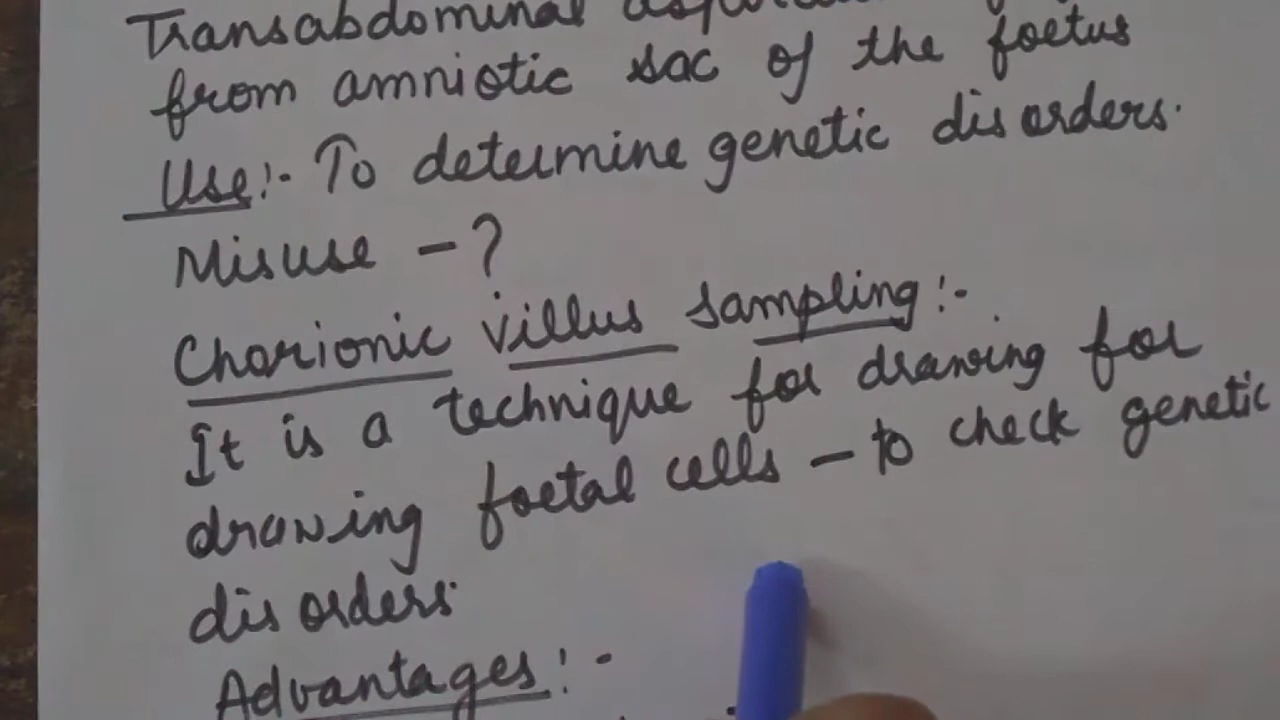 Transabdominal
from amniotic sac of the foetus
Use:- To determine genetic disorders.
Misuse - ?
Chorionic villus sampling:-
It is a technique for drawing for
drawing foetal cells - to check genetic
disorders.
Advantages:-